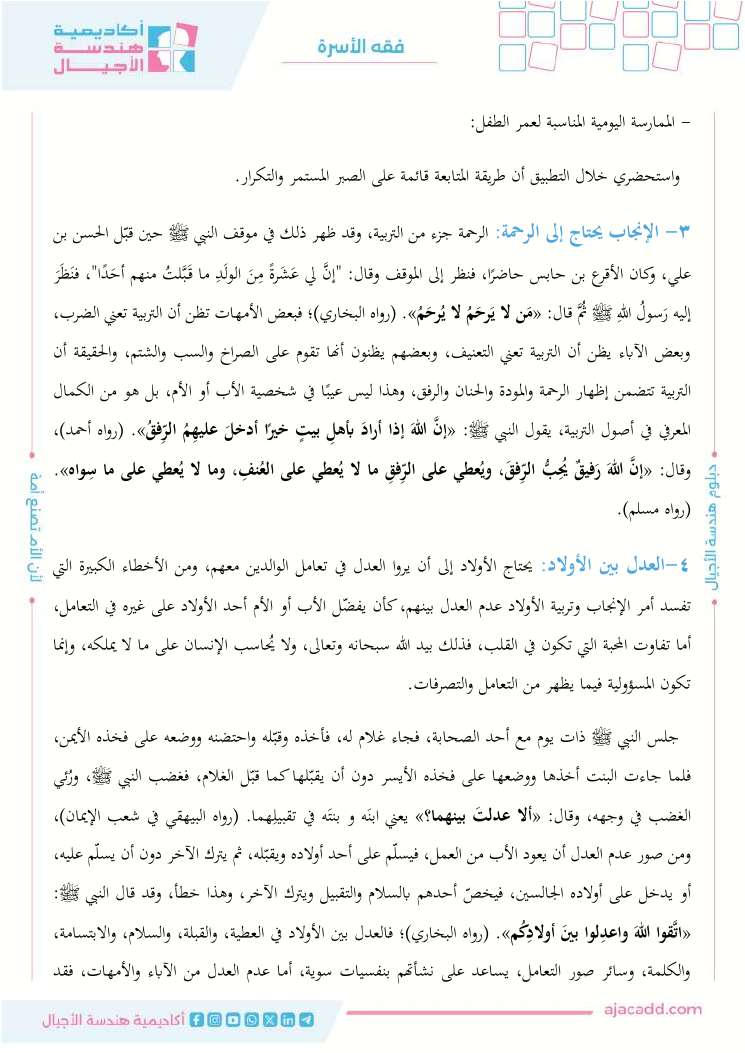 أكاديمية
هندسة
الأجيال
فقه الأسرة
- الممارسة اليومية المناسبة لعمر الطفل:
واستحضري خلال التطبيق أن طريقة المتابعة قائمة على الصبر المستمر والتكرار.
٣- الإنجاب يحتاج إلى الرحمة: الرحمة جزء من التربية، وقد ظهر ذلك في موقف النبي ﷺ حين قبّل الحسن بن
علي، وكان الأقرع بن حابس حاضرًا، فنظر إلى الموقف وقال: "إنَّ لي عَشَرةً مِنَ الولَدِ ما قَبَّلتُ منهم أحَدًا"، فنَظَرَ
إليه رَسولُ اللهِ ﷺ ثُمَّ قال: «مَن لا يَرحَمُ لا يُرحَمُ». (رواه البخاري)؛ فبعض الأمهات تظن أن التربية تعني الضرب،
وبعض الآباء يظن أن التربية تعني التعنيف، وبعضهم يظنون أنها تقوم على الصراخ والسب والشتم، والحقيقة أن
التربية تتضمن إظهار الرحمة والمودة والحنان والرفق، وهذا ليس عيبًا في شخصية الأب أو الأم، بل هو من الكمال
المعرفي في أصول التربية، يقول النبي ﷺ: «إنَّ اللهَ إذا أرادَ بأهلِ بيتٍ خيرًا أدخلَ عليهِمُ الرِّفقُ». (رواه أحمد)،
وقال: «إنَّ اللهَ رَفيقٌ يُحِبُّ الرِّفقَ، ويُعطي على الرِّفقِ ما لا يُعطي على العُنفِ، وما لا يُعطي على ما سِواه».
(رواه مسلم).
٤-العدل بين الأولاد: يحتاج الأولاد إلى أن يروا العدل في تعامل الوالدين معهم، ومن الأخطاء الكبيرة التي
تفسد أمر الإنجاب وتربية الأولاد عدم العدل بينهم،كأن يفضّل الأب أو الأم أحد الأولاد على غيره في التعامل،
أما تفاوت المحبة التي تكون في القلب، فذلك بيد الله سبحانه وتعالى، ولا يُحاسب الإنسان على ما لا يملكه، وإنما
تكون المسؤولية فيما يظهر من التعامل والتصرفات.
جلس النبي ﷺ ذات يوم مع أحد الصحابة، فجاء غلام له، فأخذه وقبّله واحتضنه ووضعه على فخذه الأيمن،
فلما جاءت البنت أخذها ووضعها على فخذه الأيسر دون أن يقبّلهاكما قبّل الغلام، فغضب النبي ﷺ، ورُئي
الغضب في وجهه، وقال: «ألا عدلتَ بينهما؟» يعني ابنَه و بنتَه في تقبيلِهما. (رواه البيهقي في شعب الإيمان)،
ومن صور عدم العدل أن يعود الأب من العمل، فيسلّم على أحد أولاده ويقبّله، ثم يترك الآخر دون أن يسلّم عليه،
أو يدخل على أولاده الجالسين، فيخصّ أحدهم بالسلام والتقبيل ويترك الآخر، وهذا خطأ، وقد قال النبي ﷺ:
«اتَّقوا اللهَ واعدِلوا بينَ أولادِكُم». (رواه البخاري)؛ فالعدل بين الأولاد في العطية، والقبلة، والسلام، والابتسامة،
والكلمة، وسائر صور التعامل، يساعد على نشأتهم بنفسيات سوية، أما عدم العدل من الآباء والأمهات، فقد
دبلوم هندسة الأجيال
لأن الأم تصنع أمة
أكاديمية هندسة الأجيال
ajacadd.com